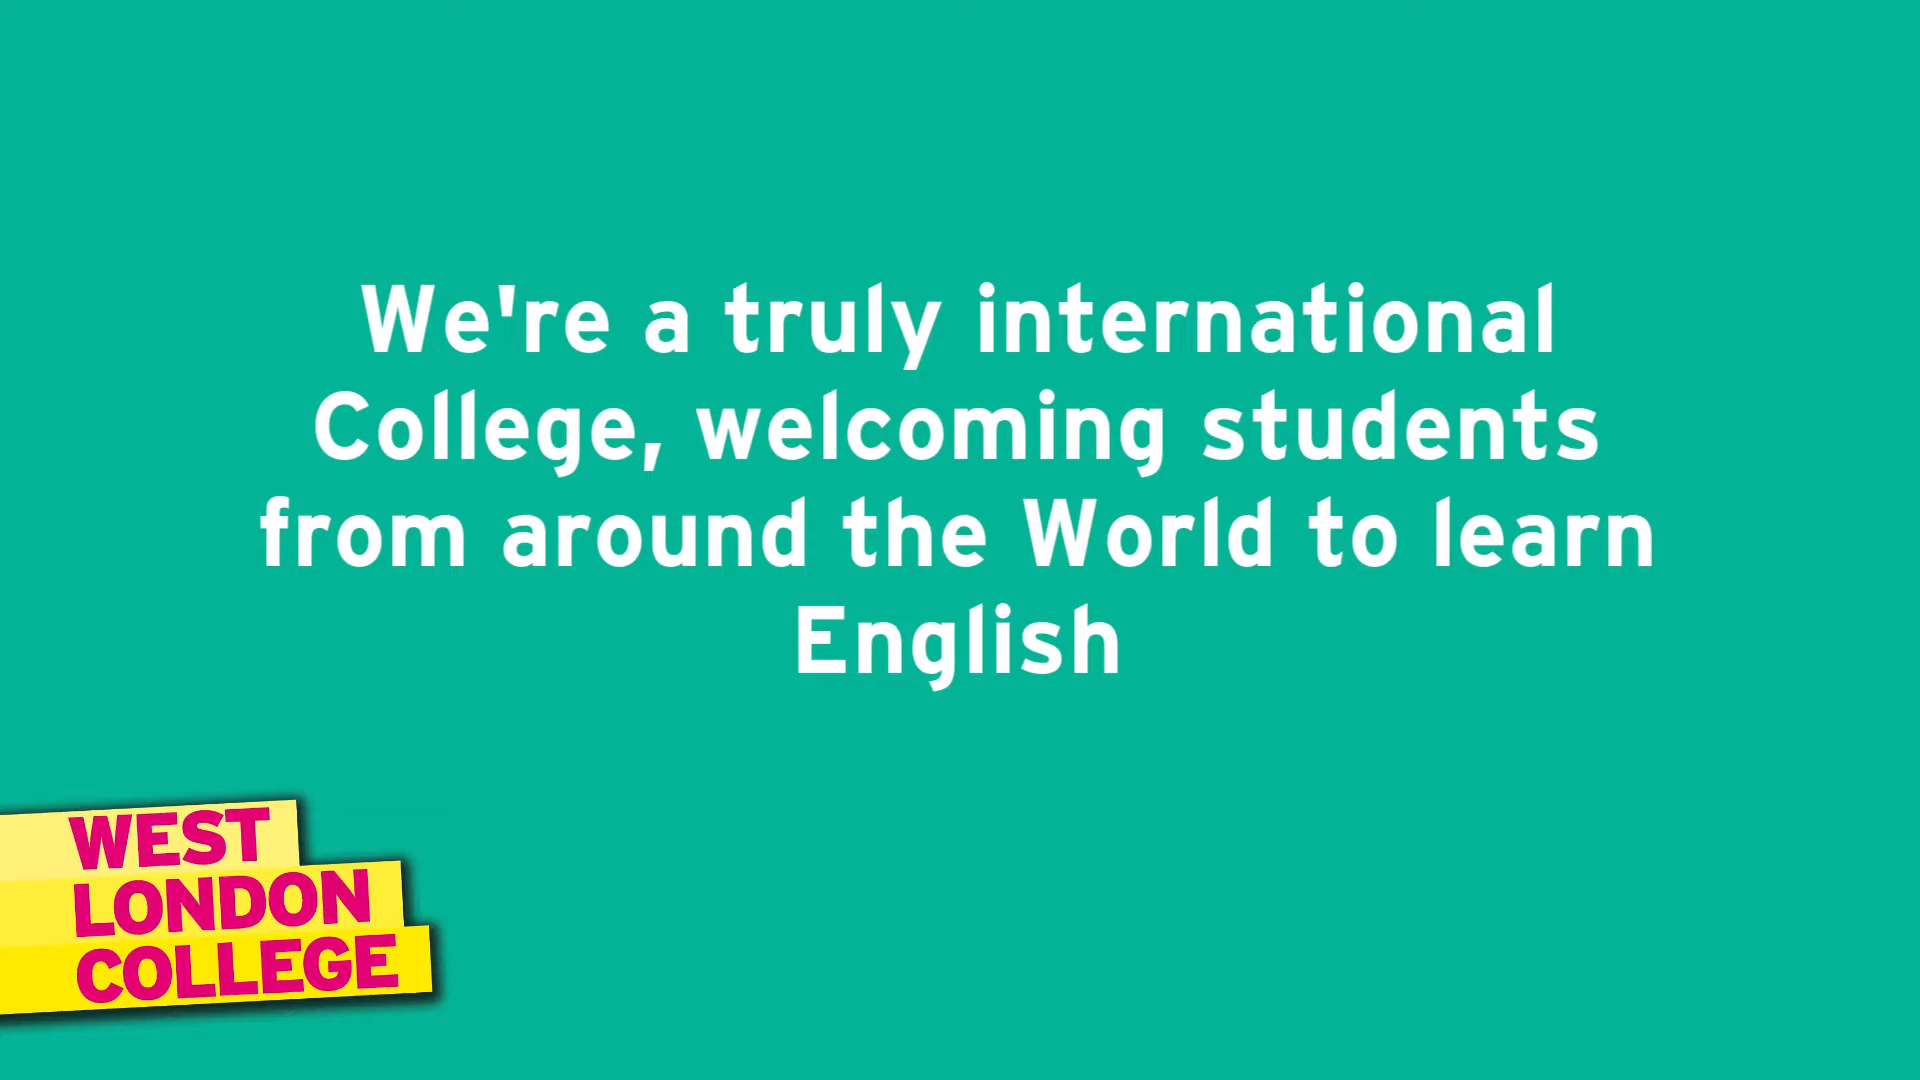 We're a truly international
College, welcoming students
from around the World to learn
English
WEST
LONDON
COLLEGE